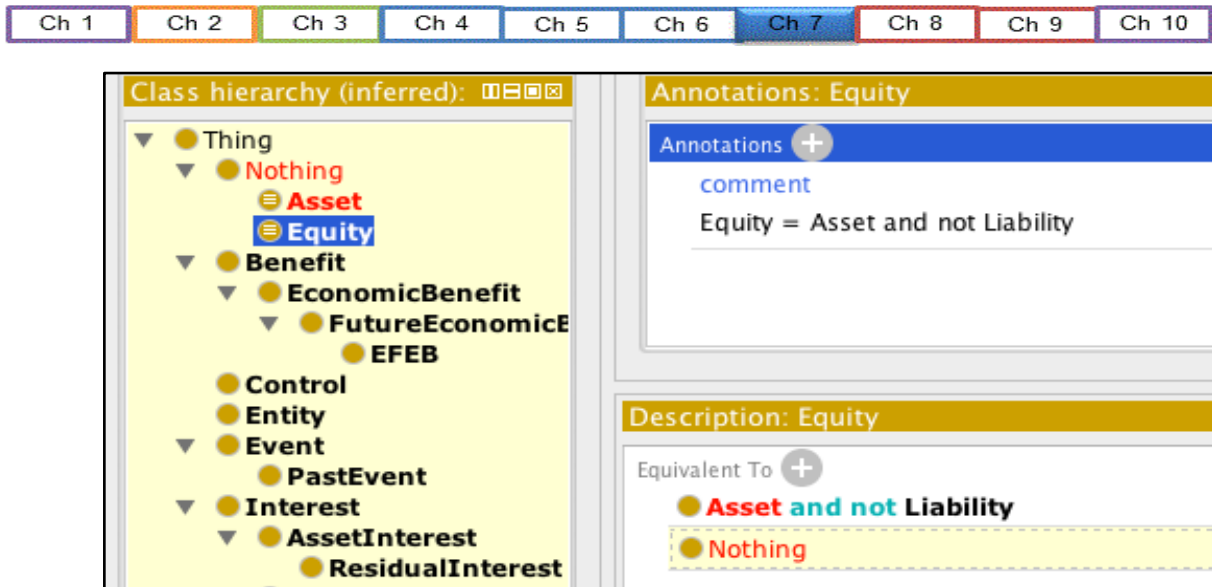 Ch 1 Ch 2 Ch 3 Ch 4 Ch 5 Ch 6 Ch 7 Ch 8 Ch 9 Ch 10
Class hierarchy (inferred):
Thing
Nothing
Asset
Equity
Benefit
EconomicBenefit
FutureEconomicE
EFEB
Control
Entity
Event
PastEvent
Interest
AssetInterest
ResidualInterest
Annotations: Equity
Annotations
comment
Equity = Asset and not Liability
Description: Equity
Equivalent To
Asset and not Liability
Nothing